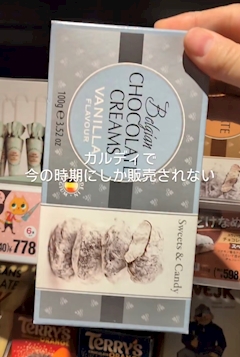 Belgian
CHOCOLATE
CREAMS
VANILLA
FLAVOUR
100g e 3.52 oz
カルディで
今の時期にしか販売されない
Sweets & Candy
778
598
TERRY'S
TERRY'S